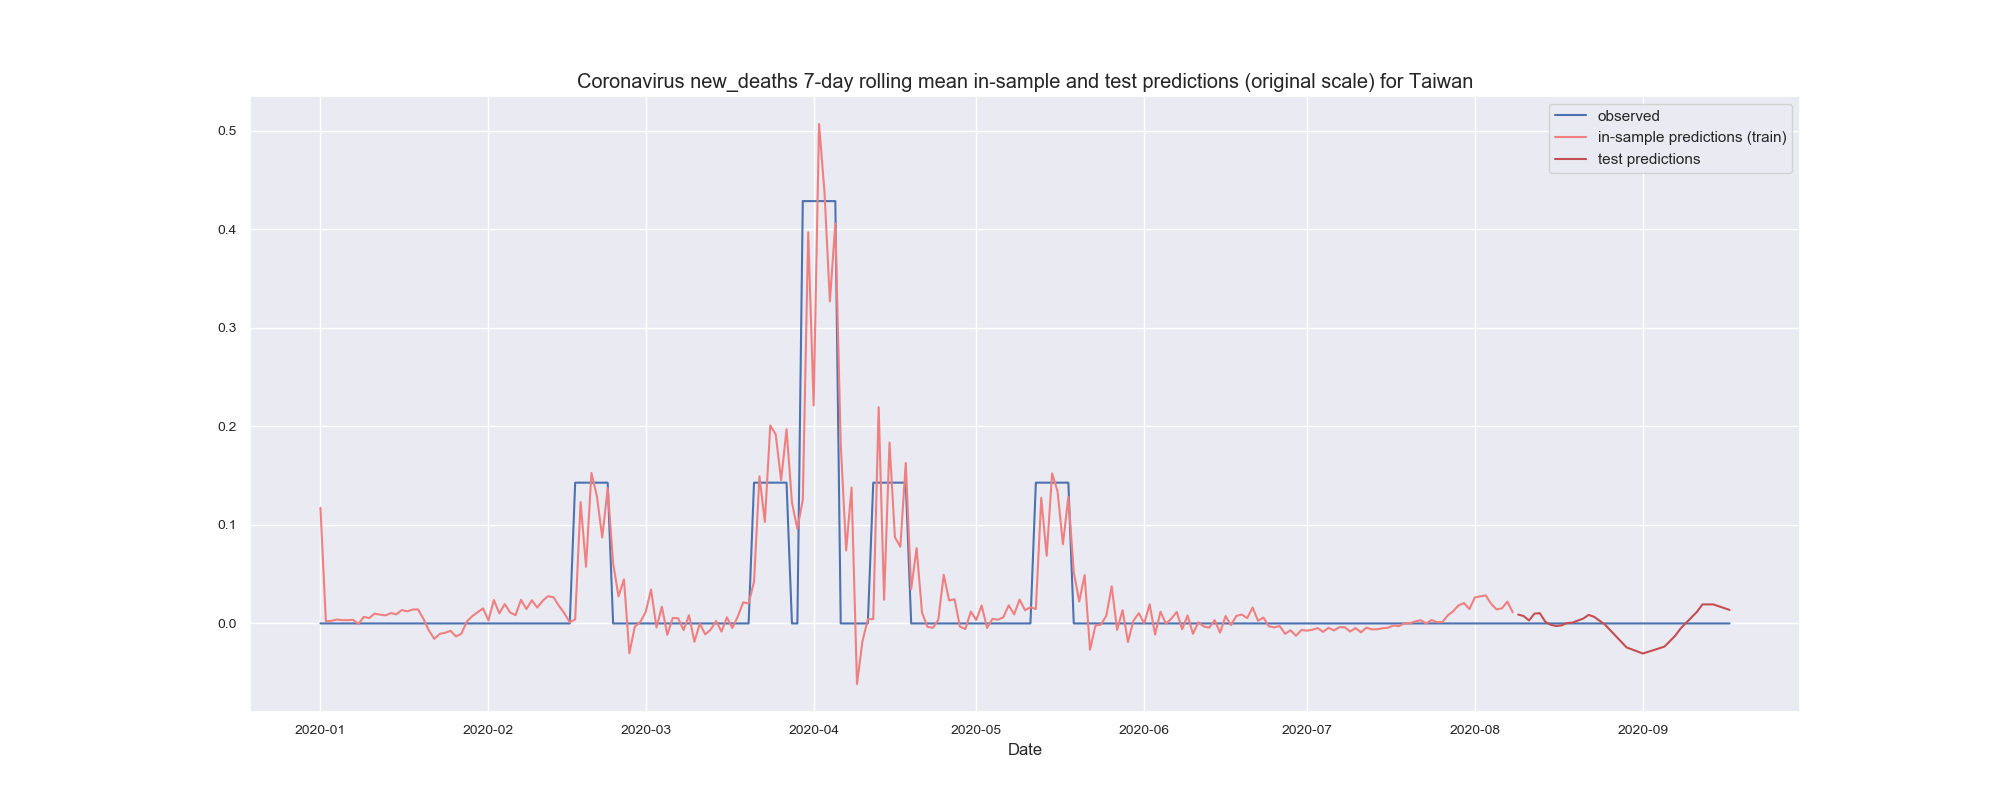 Coronavirus new_deaths 7-day rolling mean in-sample and test predictions (original scale) for Taiwan
observed
in-sample predictions (train)
test predictions
0.5
0.4
0.3
0.2
0.1
0.0
2020-01 2020-02 2020-03 2020-04 2020-05 2020-06 2020-07 2020-08 2020-09
Date